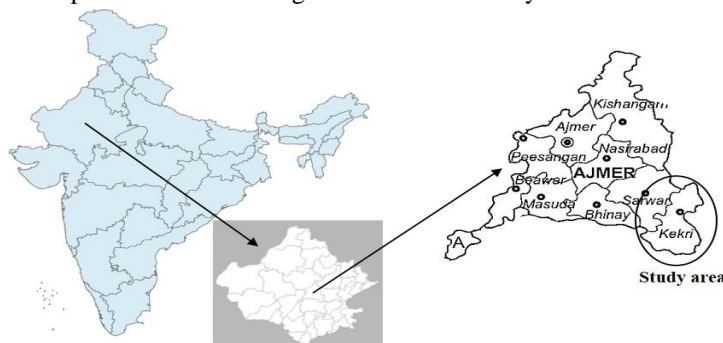 Kishangarh
Ajmer
Nasirabad
Peesangan
AJMER
Beawar
Masuda
Sarwar
Bhinay
Kekri
A
Study area